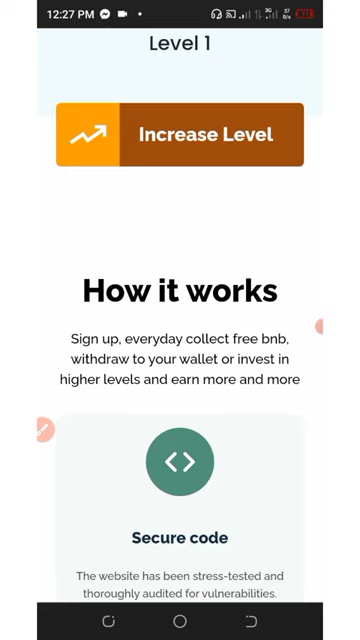 12:27 PM
3G
37
B/s
Level 1
Increase Level
How it works
Sign up, everyday collect free bnb,
withdraw to your wallet or invest in
higher levels and earn more and more
Secure code
The website has been stress-tested and
thoroughly audited for vulnerabilities.